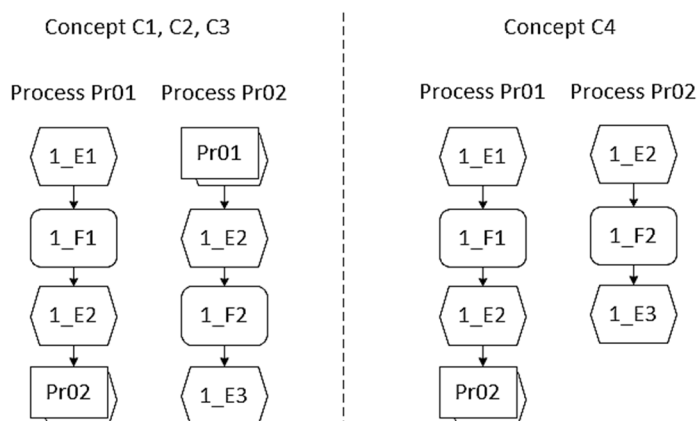 Concept C1, C2, C3
Concept C4
Process Pr01
Process Pr02
Process Pr01
Process Pr02
1_E1
Pr01
1_E1
1_E2
1_F1
1_E2
1_F1
1_F2
1_E2
1_F2
1_E2
1_E3
Pr02
1_E3
Pr02